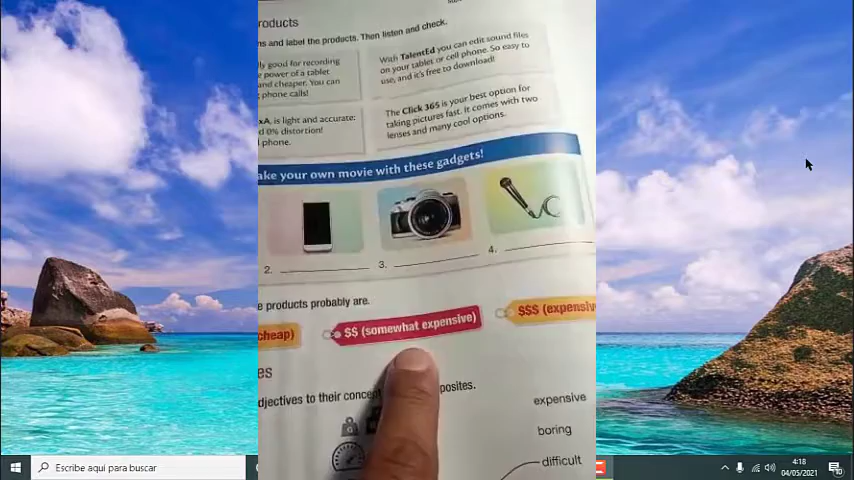 roducts
ns and label the products. Then listen and check.
lly good for recording
e power of a tablet
and cheaper. You can
phone calls!
With TalentEd you can edit sound files
on your tablet or cell phone. So easy to
use, and it's free to download!
xA, is light and accurate:
d 0% distortion!
phone.
The Click 365 is your best option for
taking pictures fast. It comes with two
lenses and many cool options.
ake your own movie with these gadgets!
2.
3.
4.
e products probably are.
cheap)
$$ (somewhat expensive)
$$$ (expensiv
es
djectives to their concep
posites.
expensive
boring
difficult
Escribe aquí para buscar
4:18
04/05/2021